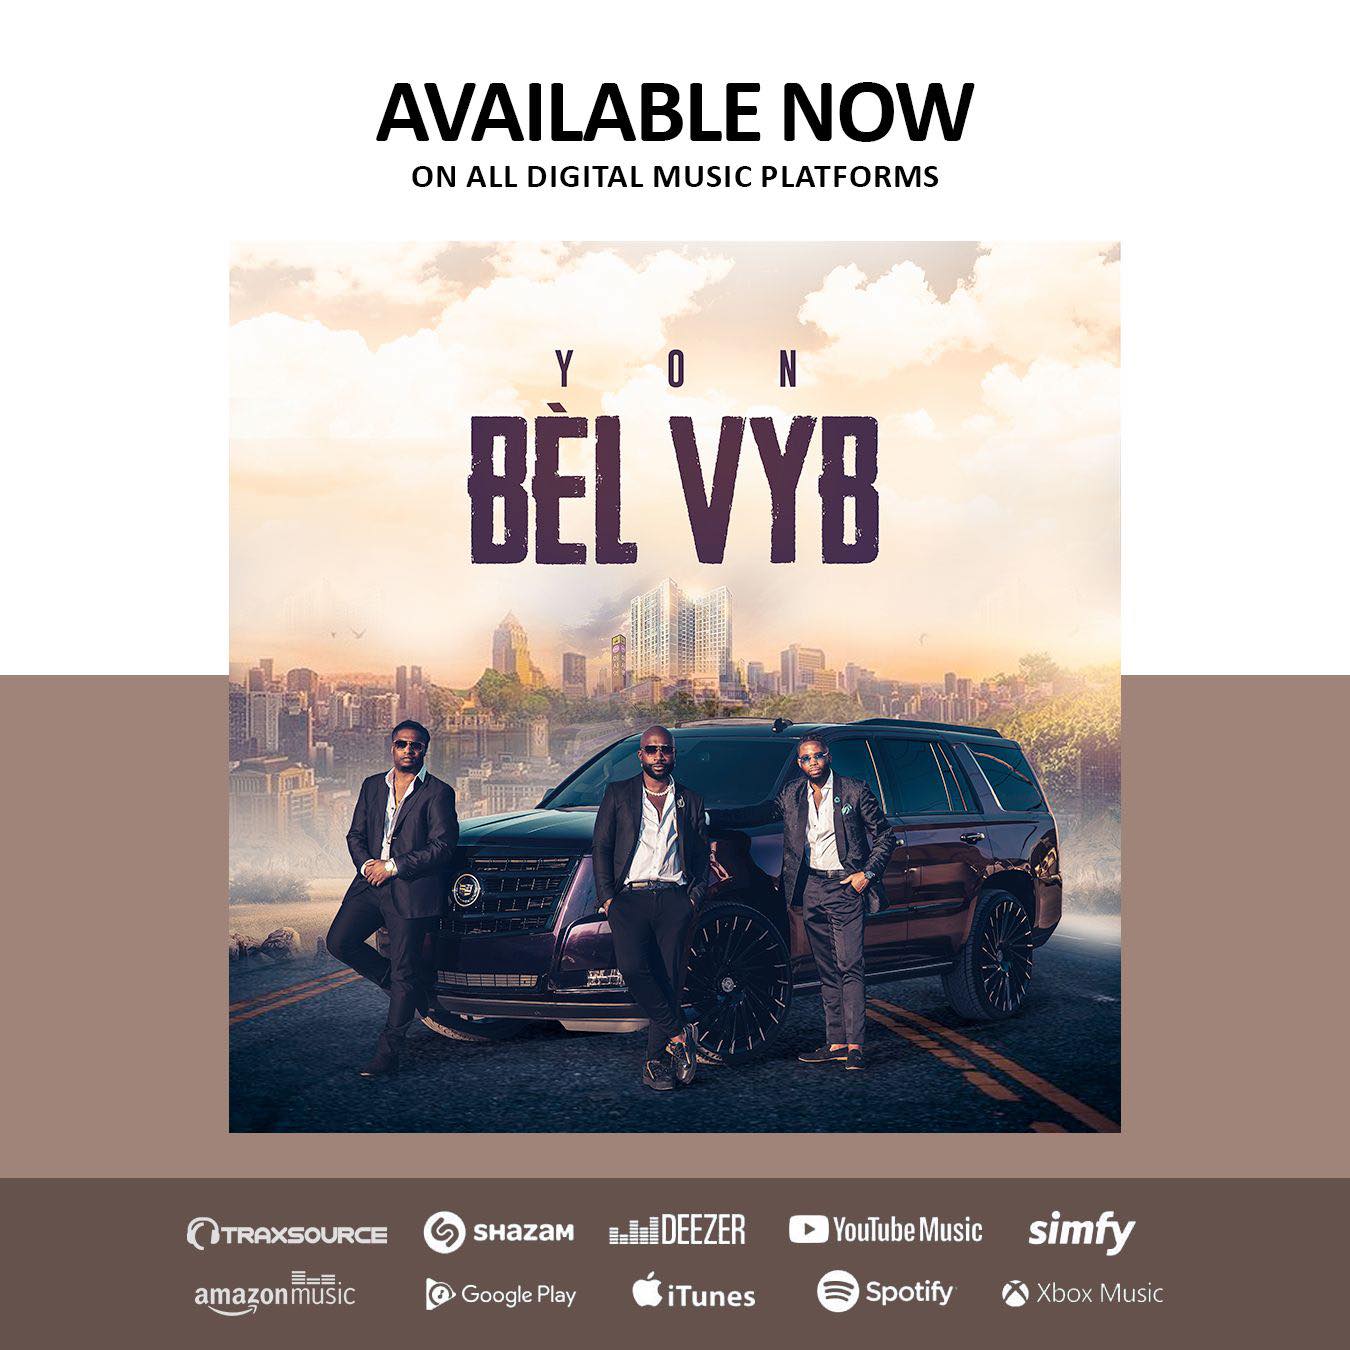 AVAILABLE NOW
ON ALL DIGITAL MUSIC PLATFORMS
YON
BÈL VYB
TRAXSOURCE SHAZAM DEEZER YouTube Music simfy
amazon music Google Play iTunes Spotify Xbox Music